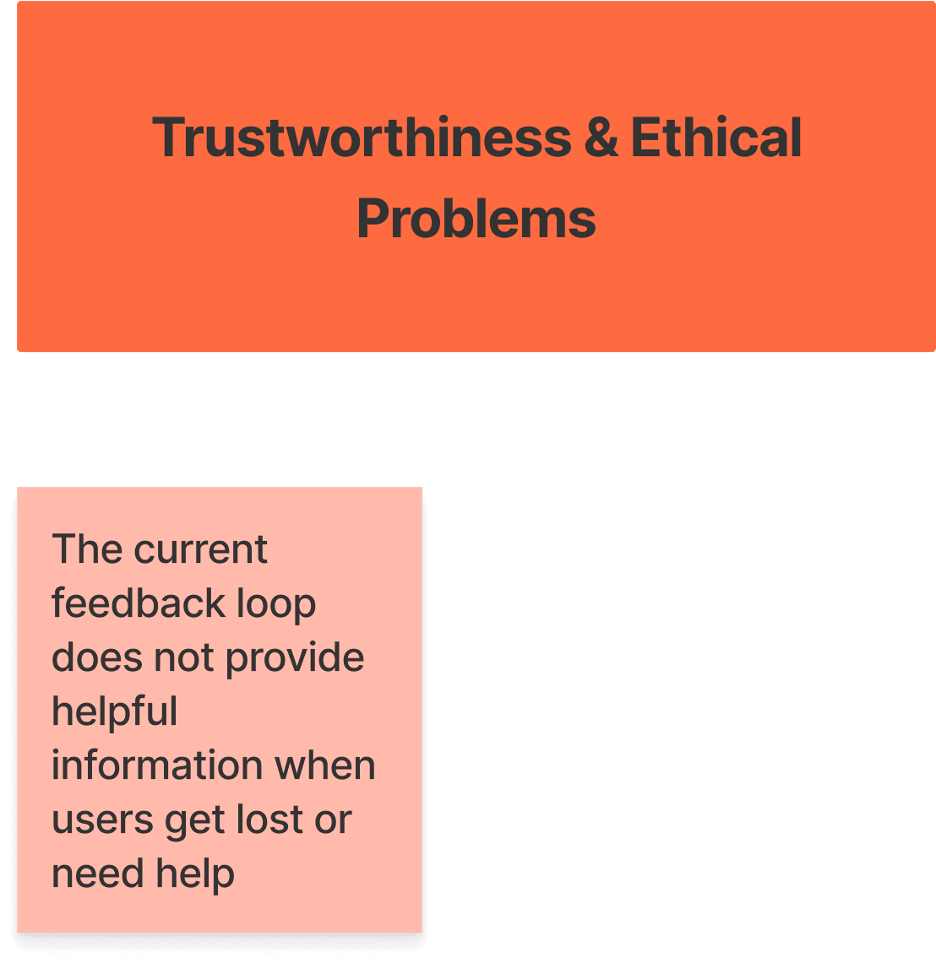 Trustworthiness & Ethical
Problems
The current
feedback loop
does not provide
helpful
information when
users get lost or
need help